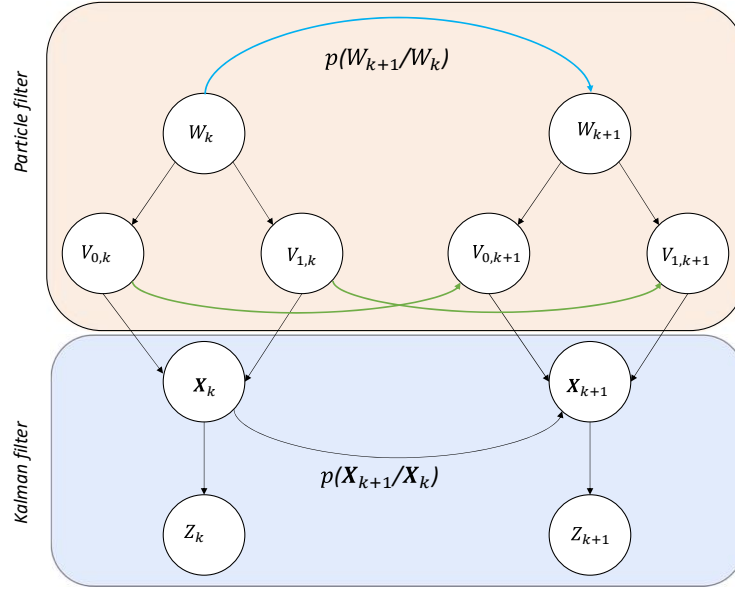 Particle filter
p(W_{k+1}/W_k)
W_k
W_{k+1}
V_{0,k}
V_{1,k}
V_{0,k+1}
V_{1,k+1}
Kalman filter
X_k
X_{k+1}
p(X_{k+1}/X_k)
Z_k
Z_{k+1}